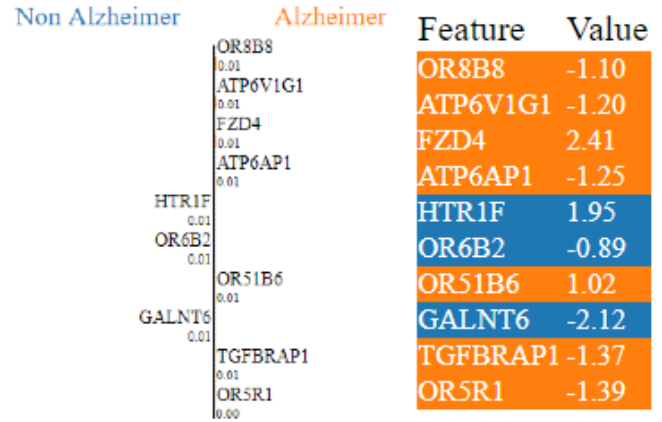 Non Alzheimer Alzheimer
OR8B8
0.01
ATP6V1G1
0.01
FZD4
0.01
ATP6AP1
0.01
HTR1F
0.01
OR6B2
0.01
OR51B6
0.01
GALNT6
0.01
TGFBRAP1
0.01
OR5R1
0.00
Feature Value
OR8B8 -1.10
ATP6V1G1 -1.20
FZD4 2.41
ATP6AP1 -1.25
HTR1F 1.95
OR6B2 -0.89
OR51B6 1.02
GALNT6 -2.12
TGFBRAP1 -1.37
OR5R1 -1.39